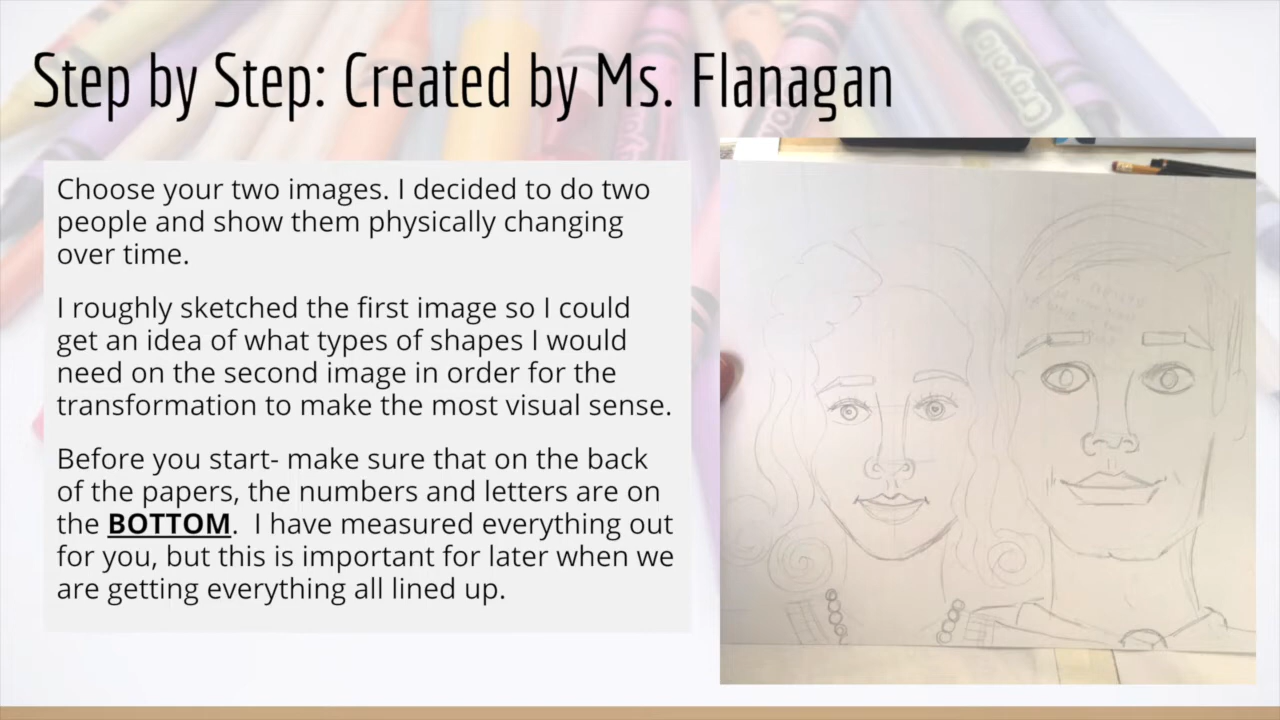 Step by Step: Created by Ms. Flanagan
Crayola
Choose your two images. I decided to do two
people and show them physically changing
over time.
I roughly sketched the first image so I could
get an idea of what types of shapes I would
need on the second image in order for the
transformation to make the most visual sense.
Before you start- make sure that on the back
of the papers, the numbers and letters are on
the BOTTOM.  I have measured everything out
for you, but this is important for later when we
are getting everything all lined up.